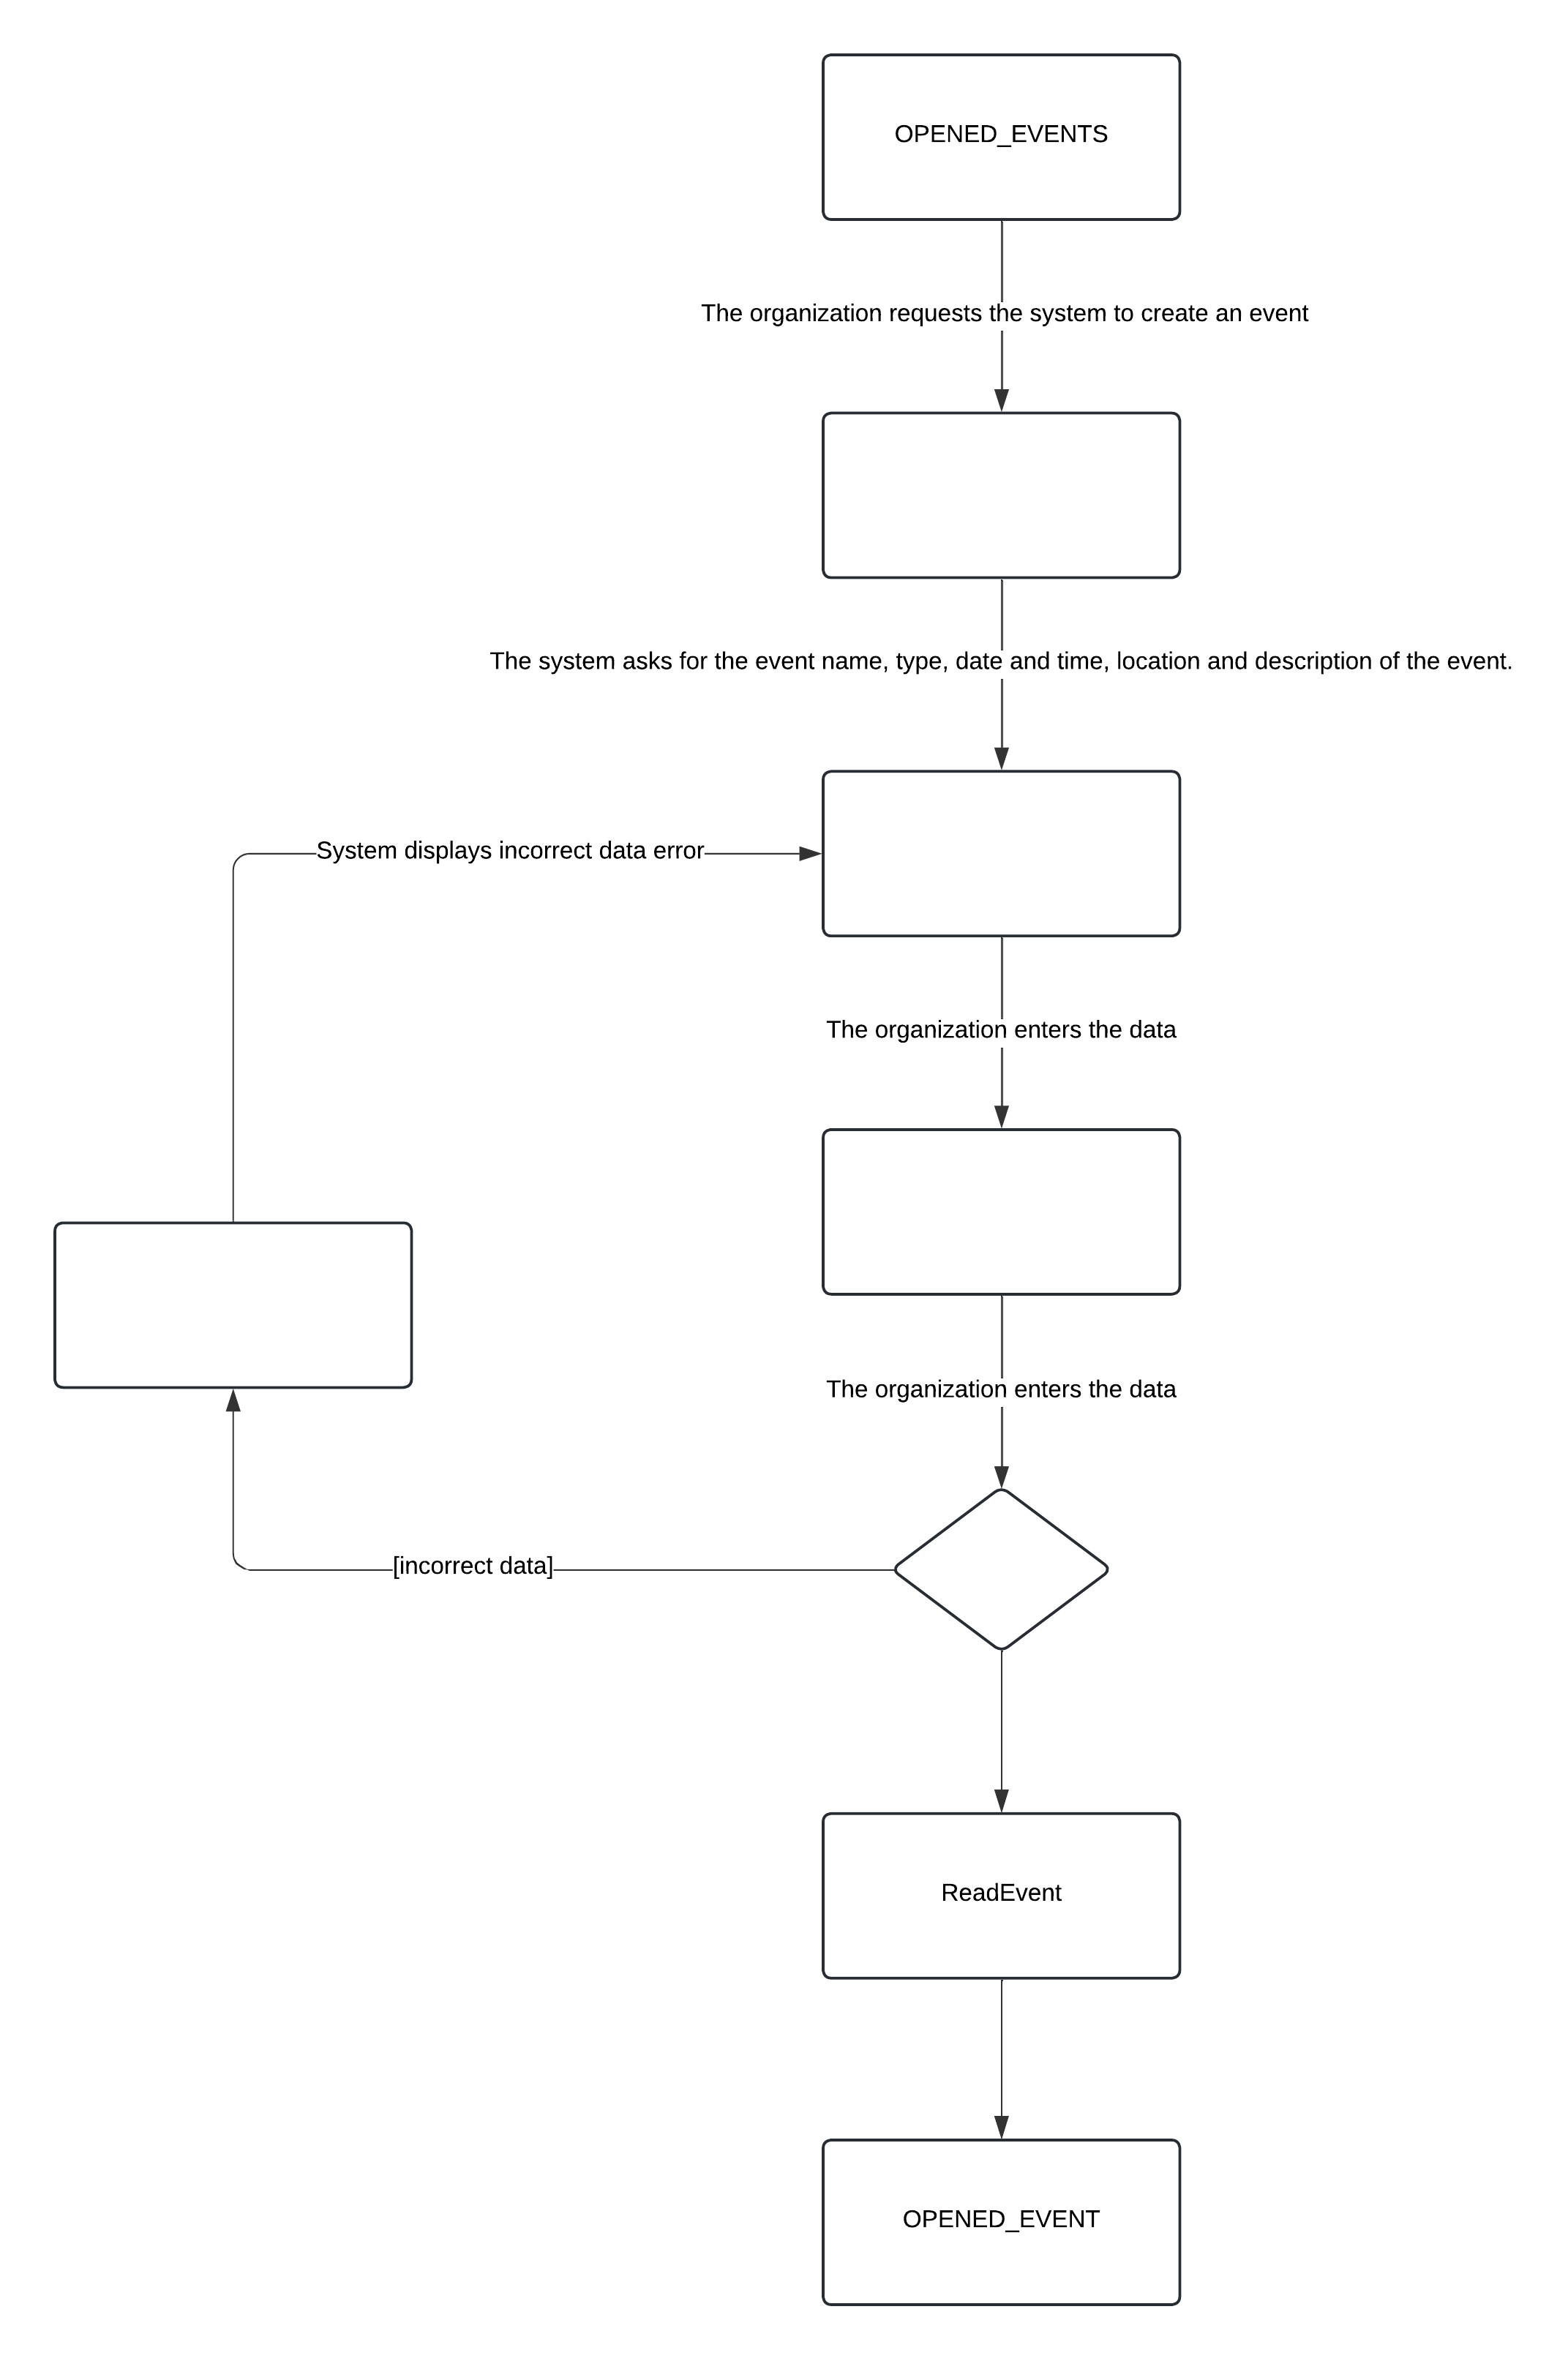 OPENED_EVENTS
The organization requests the system to create an event
The system asks for the event name, type, date and time, location and description of the event.
System displays incorrect data error
The organization enters the data
The organization enters the data
[incorrect data]
ReadEvent
OPENED_EVENT